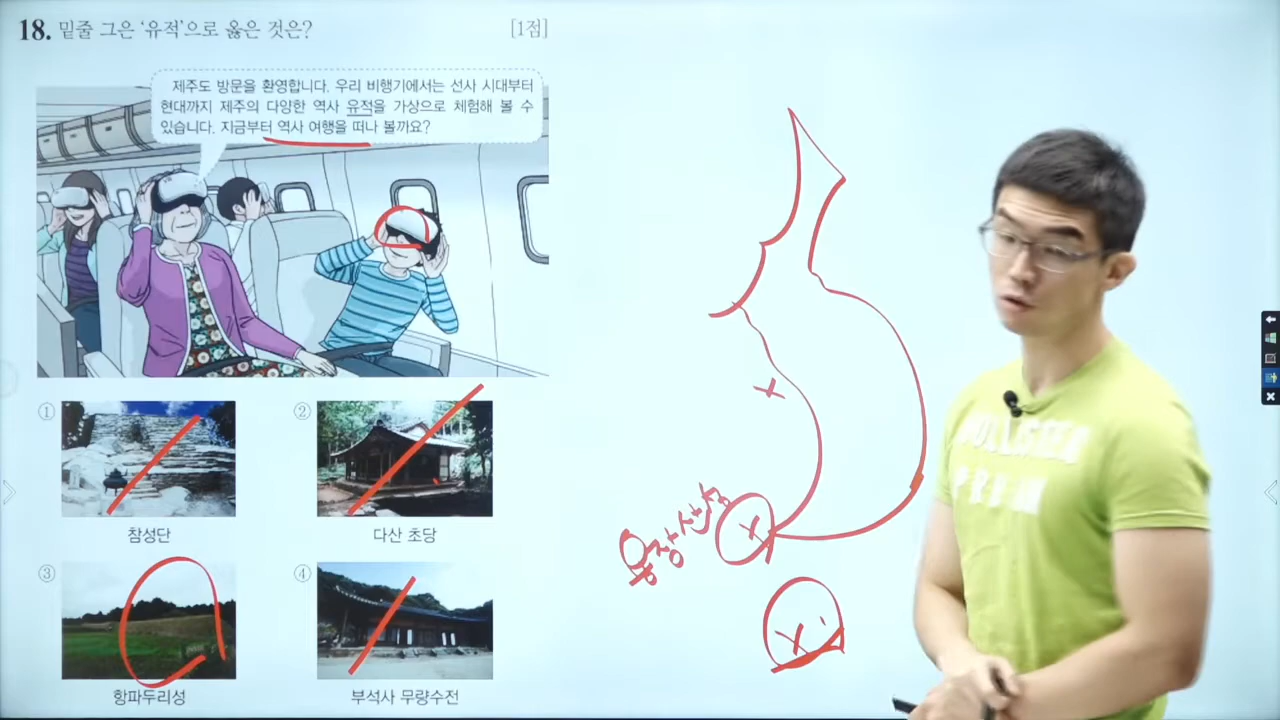 18. 밑줄 그은 ‘유적’으로 옳은 것은? [1점]
제주도 방문을 환영합니다. 우리 비행기에서는 선사 시대부터
현대까지 제주의 다양한 역사 유적을 가상으로 체험해 볼 수
있습니다. 지금부터 역사 여행을 떠나 볼까요?
① ②
참성단 다산 초당
③ ④
항파두리성 부석사 무량수전
용장산성